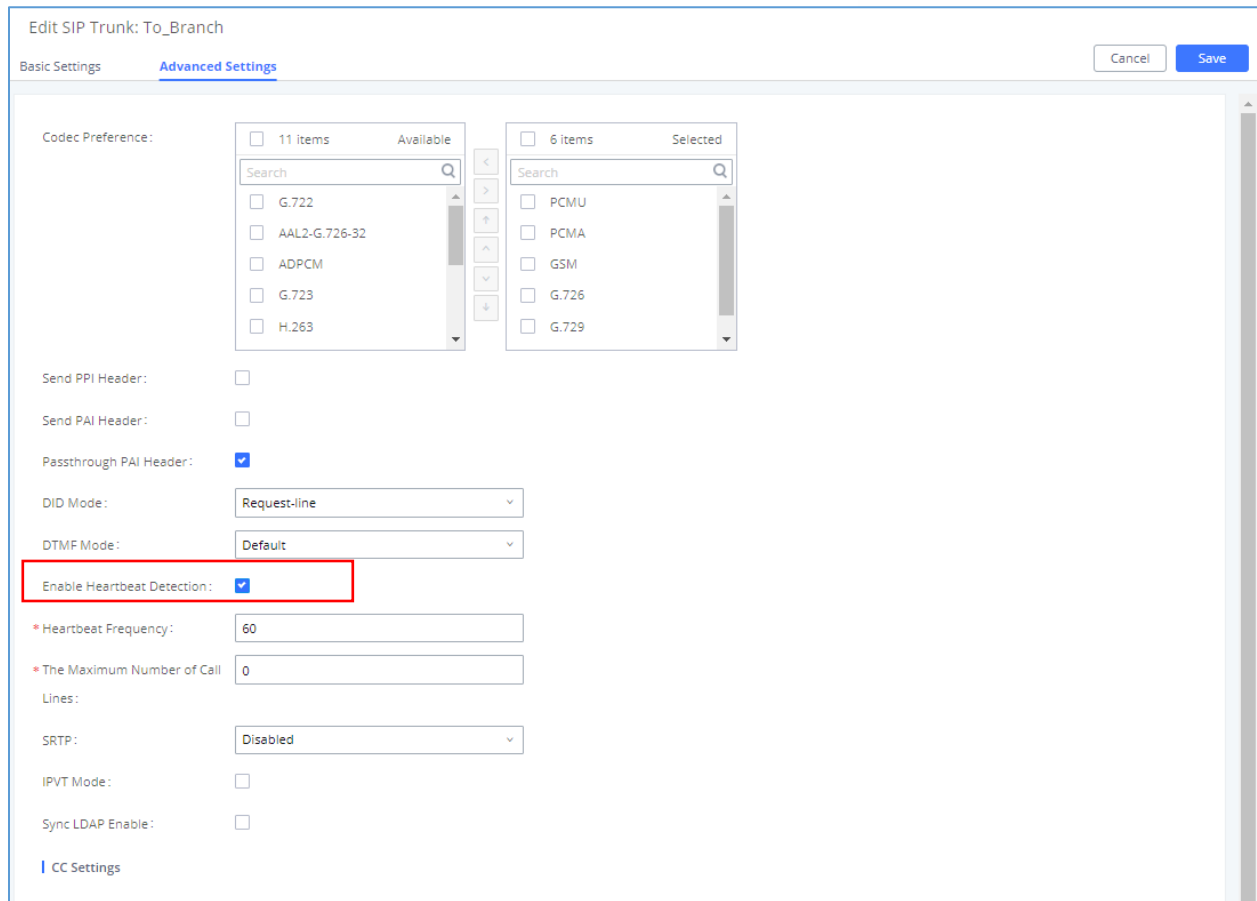 Edit SIP Trunk: To_Branch
Basic Settings Advanced Settings Cancel Save
Codec Preference:
11 items Available
Search
G.722
AAL2-G.726-32
ADPCM
G.723
H.263
6 items Selected
Search
PCMU
PCMA
GSM
G.726
G.729
Send PPI Header:
Send PAI Header:
Passthrough PAI Header:
DID Mode: Request-line
DTMF Mode: Default
Enable Heartbeat Detection:
* Heartbeat Frequency: 60
* The Maximum Number of Call 0
Lines:
SRTP: Disabled
IPVT Mode:
Sync LDAP Enable:
CC Settings